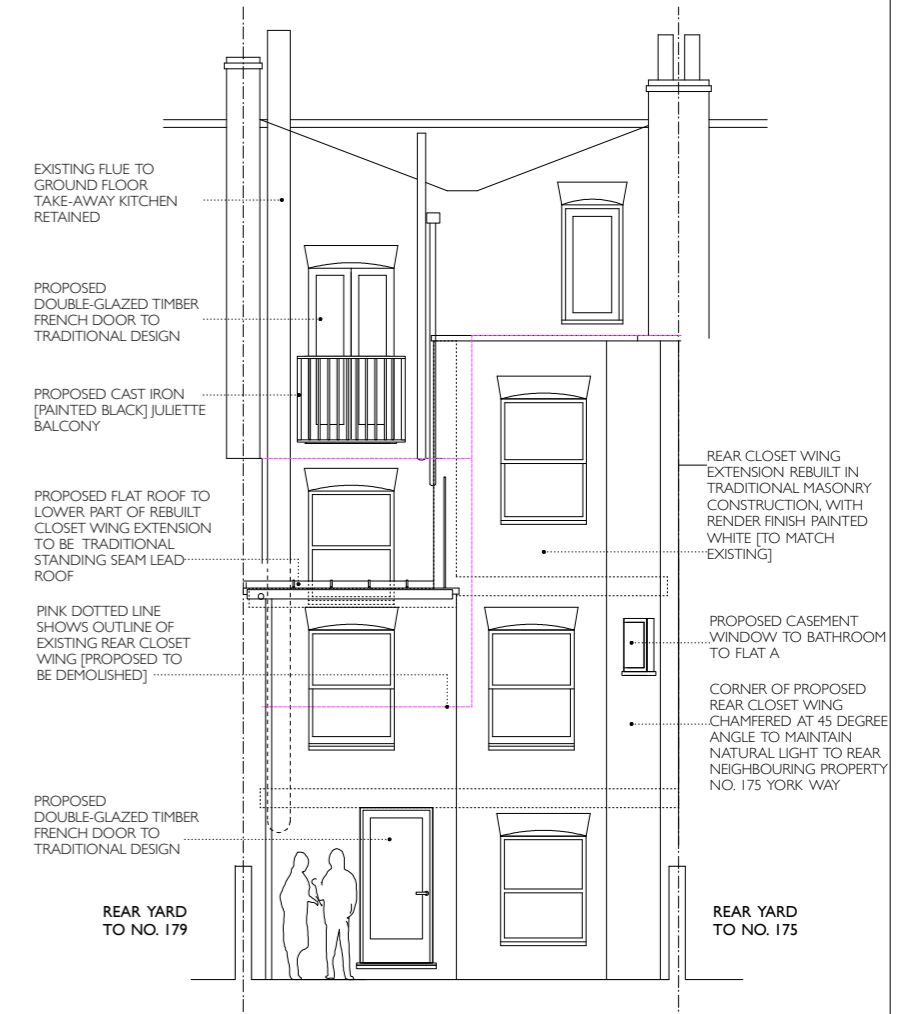 EXISTING FLUE TO
GROUND FLOOR
TAKE-AWAY KITCHEN
RETAINED
PROPOSED
DOUBLE-GLAZED TIMBER
FRENCH DOOR TO
TRADITIONAL DESIGN
PROPOSED CAST IRON
[PAINTED BLACK] JULIETTE
BALCONY
PROPOSED FLAT ROOF TO
LOWER PART OF REBUILT
CLOSET WING EXTENSION
TO BE TRADITIONAL
STANDING SEAM LEAD
ROOF
PINK DOTTED LINE
SHOWS OUTLINE OF
EXISTING REAR CLOSET
WING [PROPOSED TO
BE DEMOLISHED]
PROPOSED
DOUBLE-GLAZED TIMBER
FRENCH DOOR TO
TRADITIONAL DESIGN
REAR YARD
TO NO. 179
REAR CLOSET WING
EXTENSION REBUILT IN
TRADITIONAL MASONRY
CONSTRUCTION, WITH
RENDER FINISH PAINTED
WHITE [TO MATCH
EXISTING]
PROPOSED CASEMENT
WINDOW TO BATHROOM
TO FLAT A
CORNER OF PROPOSED
REAR CLOSET WING
CHAMFERED AT 45 DEGREE
ANGLE TO MAINTAIN
NATURAL LIGHT TO REAR
NEIGHBOURING PROPERTY
NO. 175 YORK WAY
REAR YARD
TO NO. 175